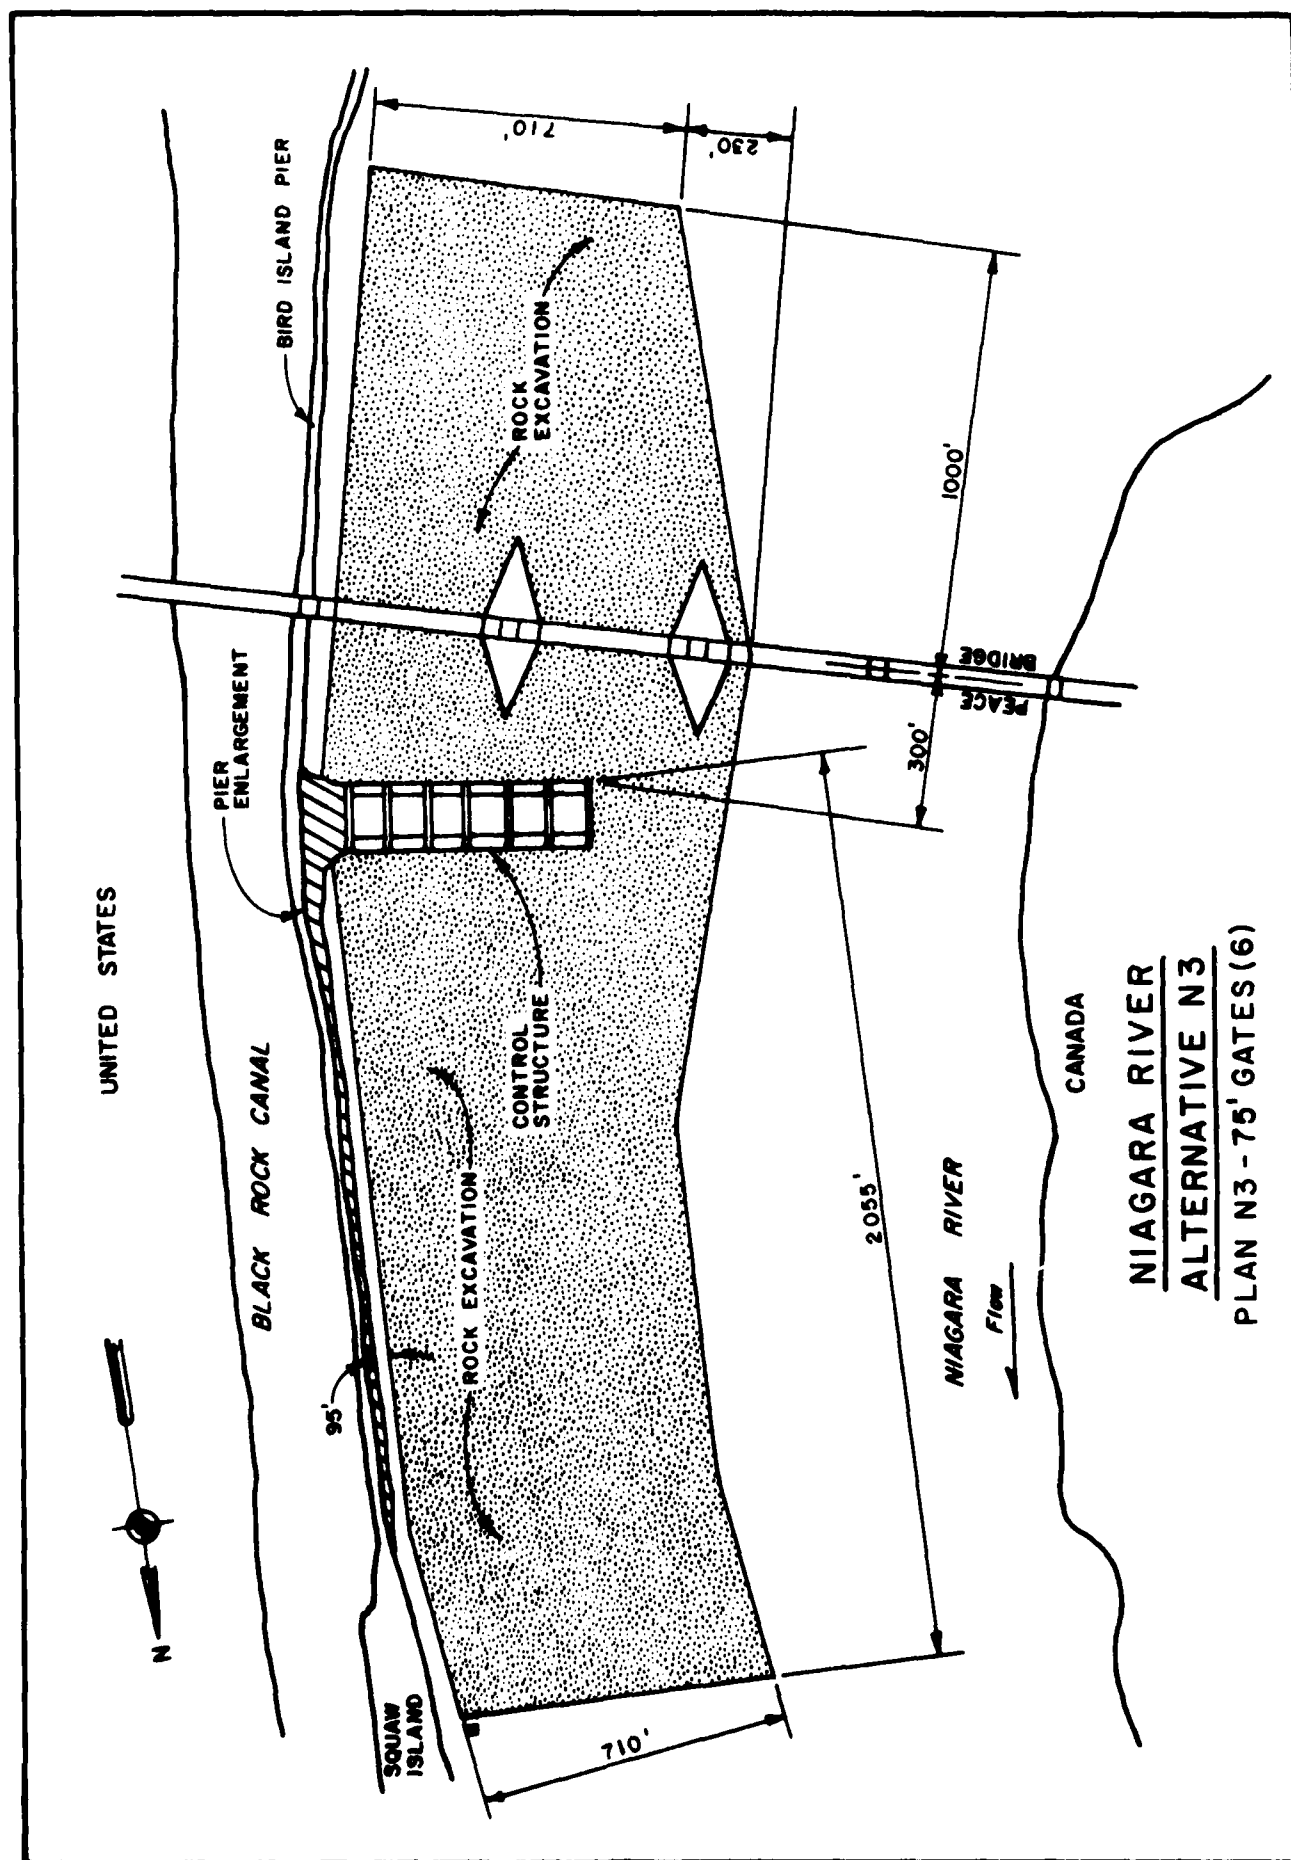 UNITED STATES
BLACK ROCK CANAL
N
SQUAW
ISLAND
PIER
ENLARGEMENT
BIRD ISLAND PIER
95'
ROCK EXCAVATION
CONTROL
STRUCTURE
ROCK
EXCAVATION
710'
230'
710'
2055'
300'
1000'
PEACE
BRIDGE
NIAGARA RIVER
Flow
CANADA
NIAGARA RIVER
ALTERNATIVE N3
PLAN N3-75' GATES(6)